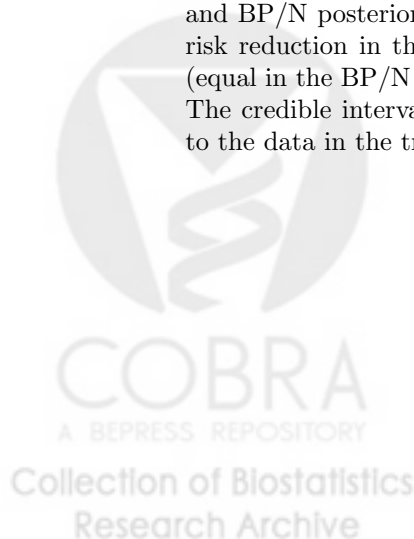 and BP/N posterior
risk reduction in th
(equal in the BP/N
The credible interva
to the data in the tr
COBRA
A BEPRESS REPOSITORY
Collection of Biostatistics
Research Archive